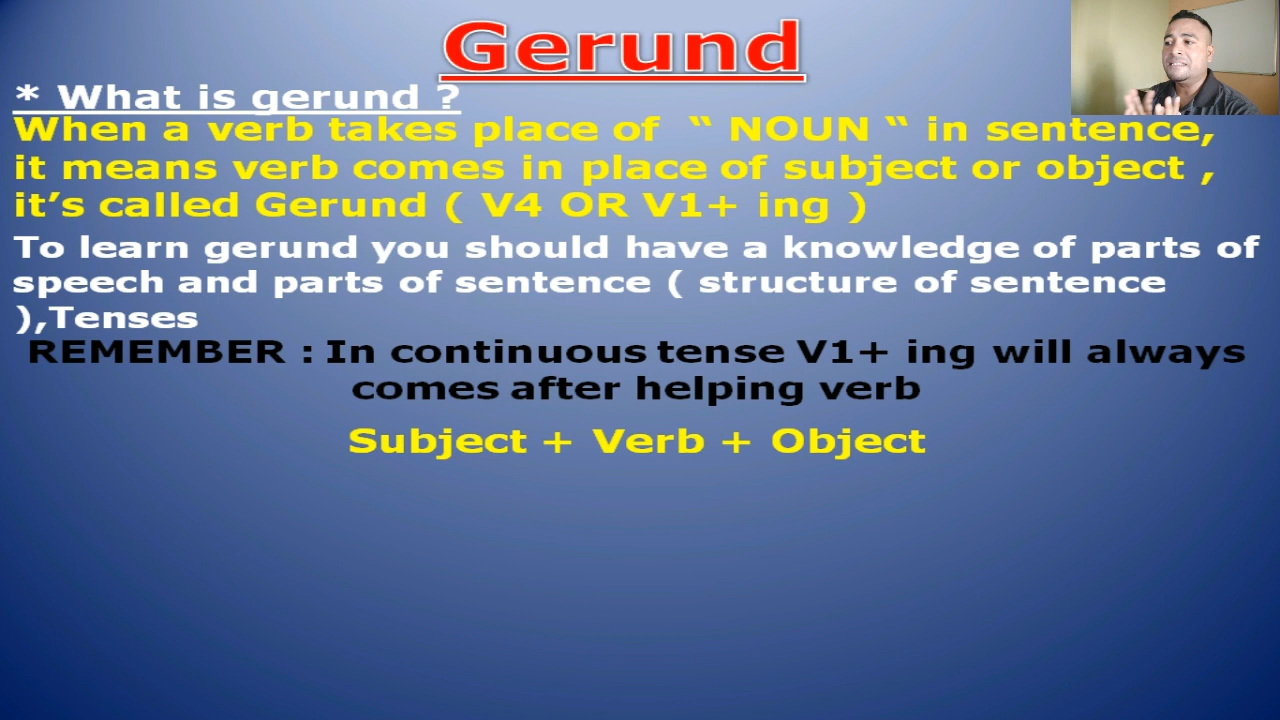 Gerund
* What is gerund ?
When a verb takes place of “ NOUN “ in sentence,
it means verb comes in place of subject or object ,
it’s called Gerund ( V4 OR V1+ ing )
To learn gerund you should have a knowledge of parts of
speech and parts of sentence ( structure of sentence
),Tenses
REMEMBER : In continuous tense V1+ ing will always
comes after helping verb
Subject + Verb + Object